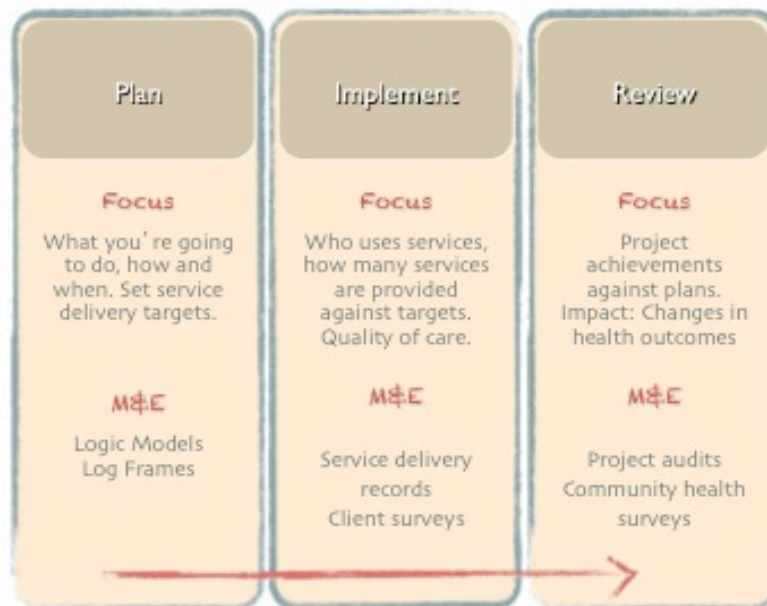 Plan
Focus
What you're going
to do, how and
when. Set service
delivery targets.
M&E
Logic Models
Log Frames
Implement
Focus
Who uses services,
how many services
are provided
against targets.
Quality of care.
M&E
Service delivery
records
Client surveys
Review
Focus
Project
achievements
against plans.
Impact: Changes in
health outcomes
M&E
Project audits
Community health
surveys